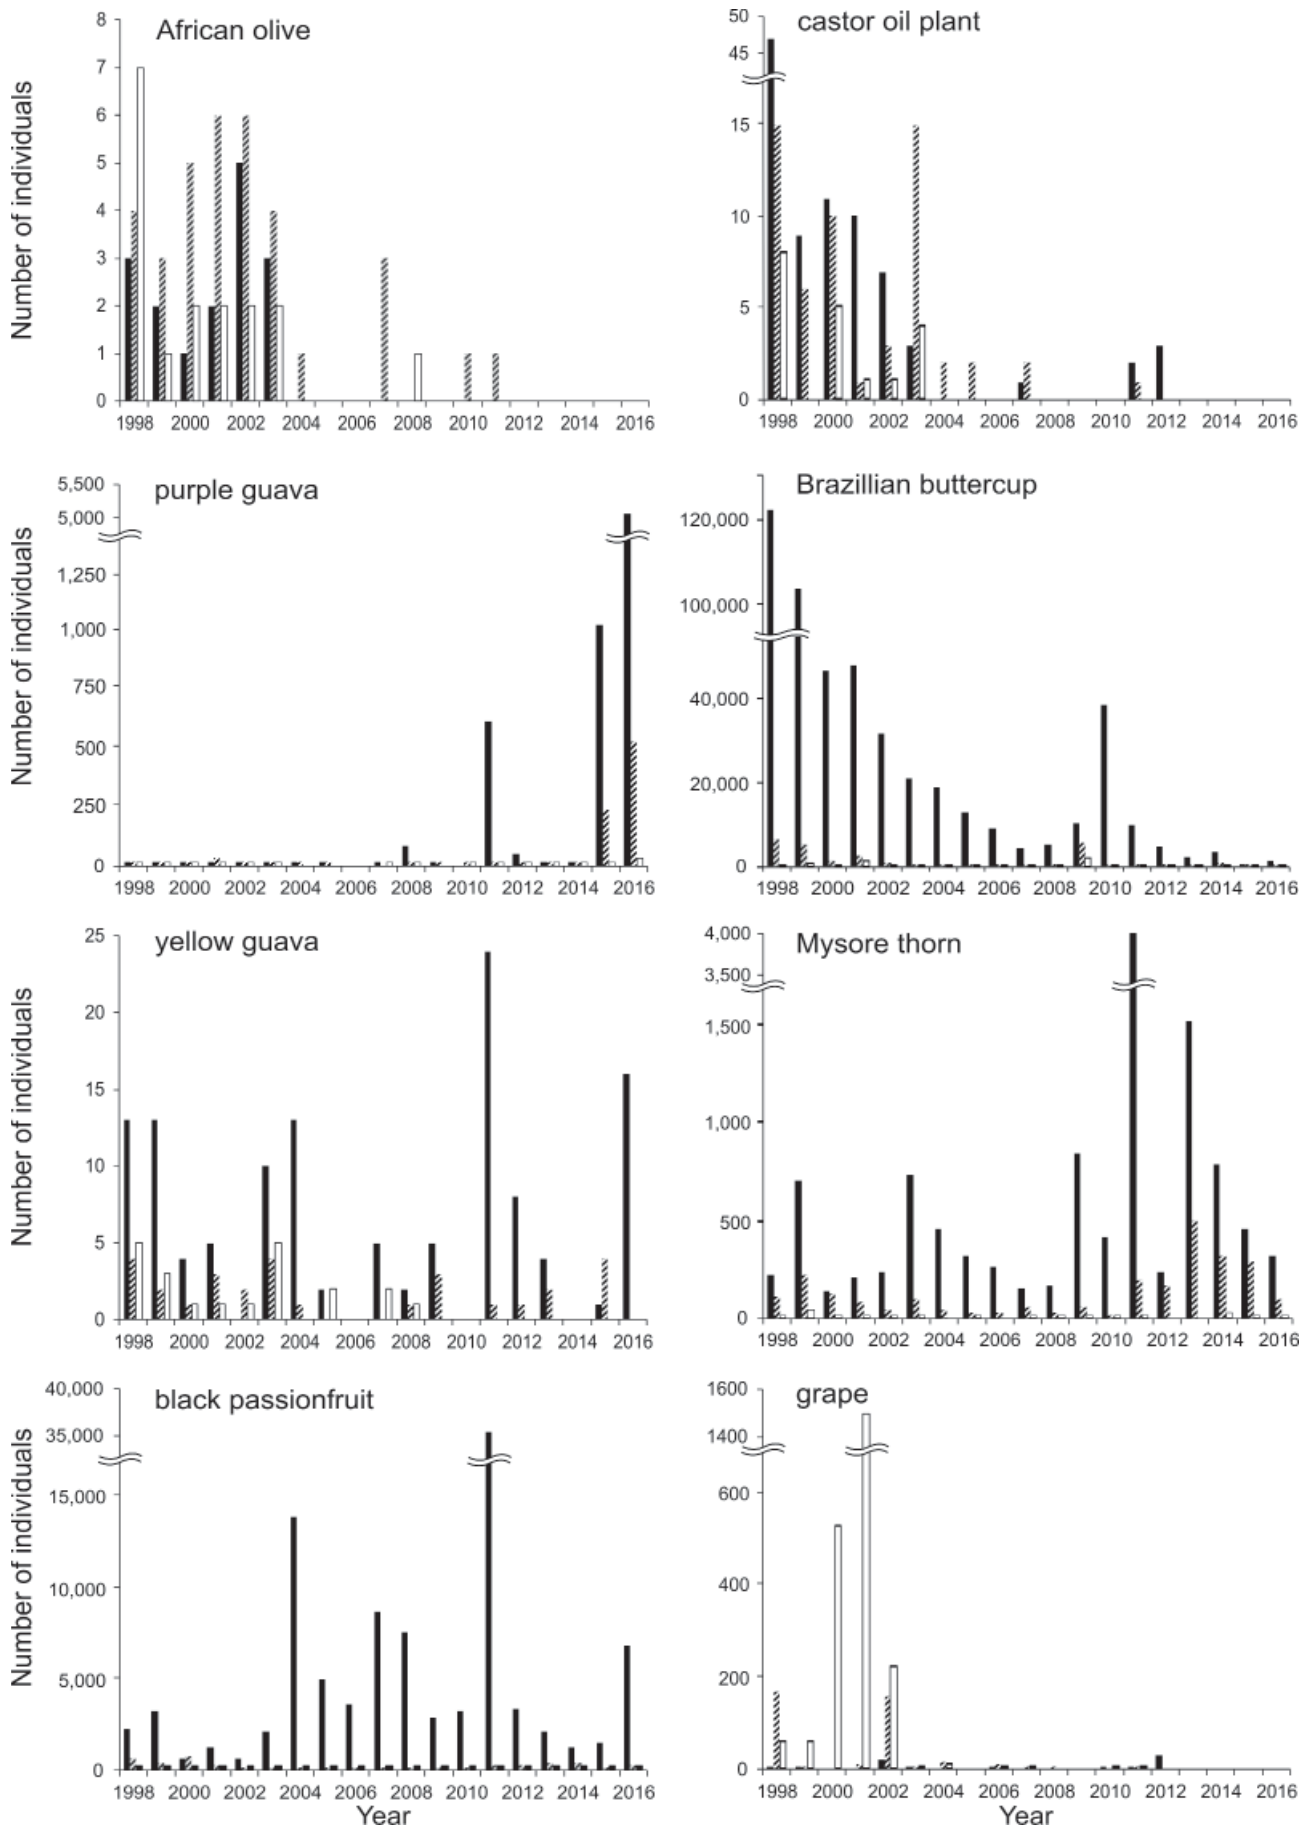 African olive
Number of individuals
8
7
6
5
4
3
2
1
0
1998 2000 2002 2004 2006 2008 2010 2012 2014 2016
castor oil plant
50
45
15
10
5
0
1998 2000 2002 2004 2006 2008 2010 2012 2014 2016
purple guava
Number of individuals
5,500
5,000
1,250
1,000
750
500
250
0
1998 2000 2002 2004 2006 2008 2010 2012 2014 2016
Brazillian buttercup
120,000
100,000
40,000
20,000
0
1998 2000 2002 2004 2006 2008 2010 2012 2014 2016
yellow guava
Number of individuals
25
20
15
10
5
0
1998 2000 2002 2004 2006 2008 2010 2012 2014 2016
Mysore thorn
4,000
3,500
1,500
1,000
500
0
1998 2000 2002 2004 2006 2008 2010 2012 2014 2016
black passionfruit
Number of individuals
40,000
35,000
15,000
10,000
5,000
0
1998 2000 2002 2004 2006 2008 2010 2012 2014 2016
Year
grape
1600
1400
600
400
200
0
1998 2000 2002 2004 2006 2008 2010 2012 2014 2016
Year